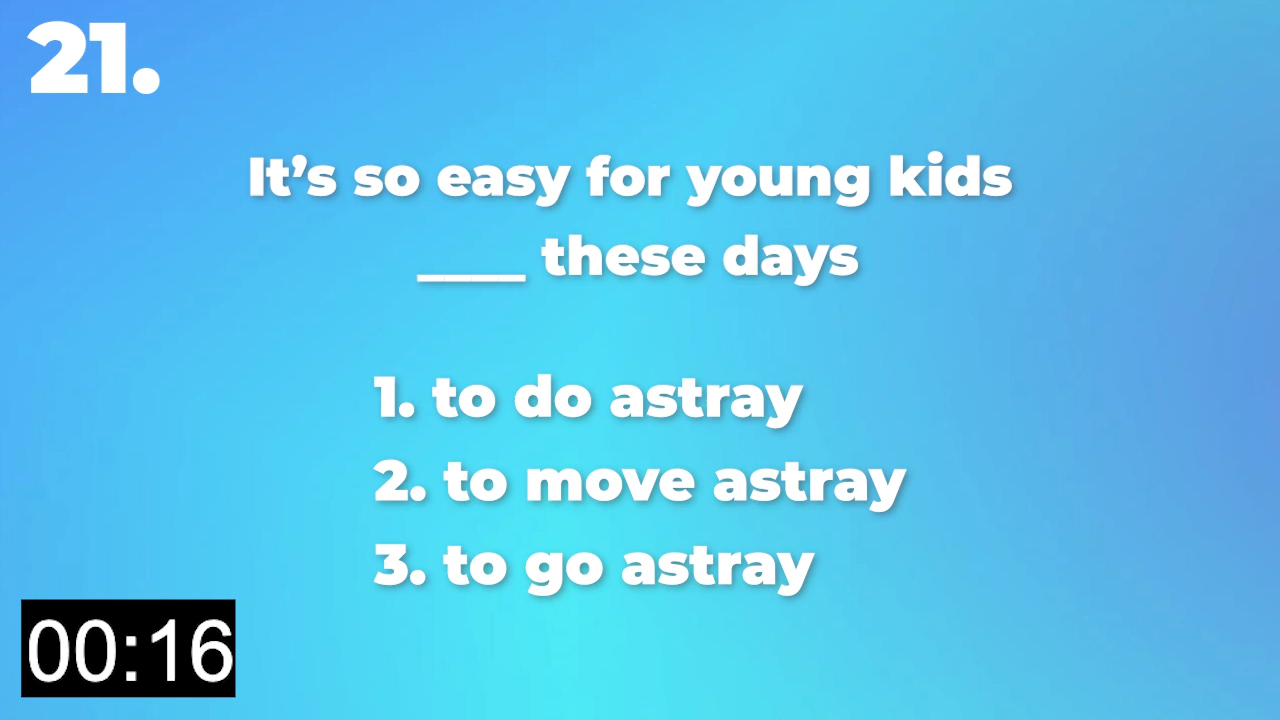 21.
It’s so easy for young kids
____ these days
1. to do astray
2. to move astray
3. to go astray
00:16